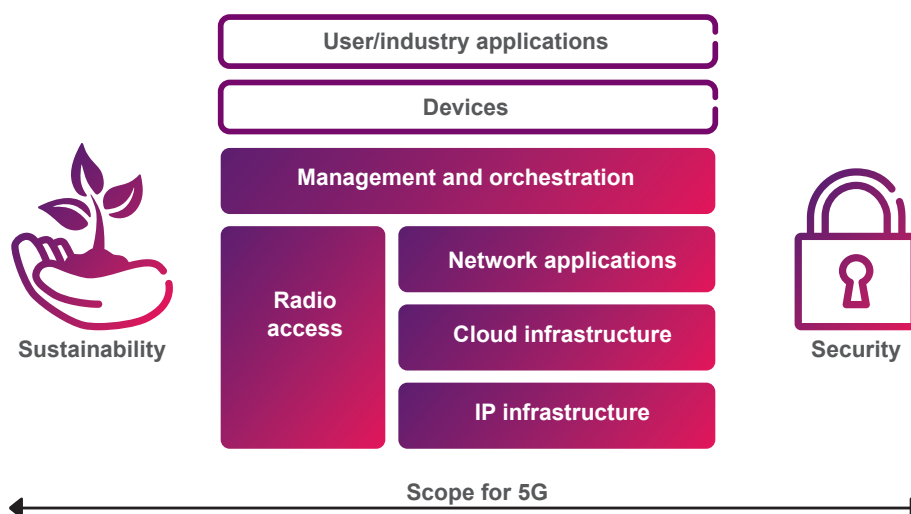 User/industry applications
Devices
Management and orchestration
Radio
access
Network applications
Cloud infrastructure
IP infrastructure
Sustainability
Security
Scope for 5G